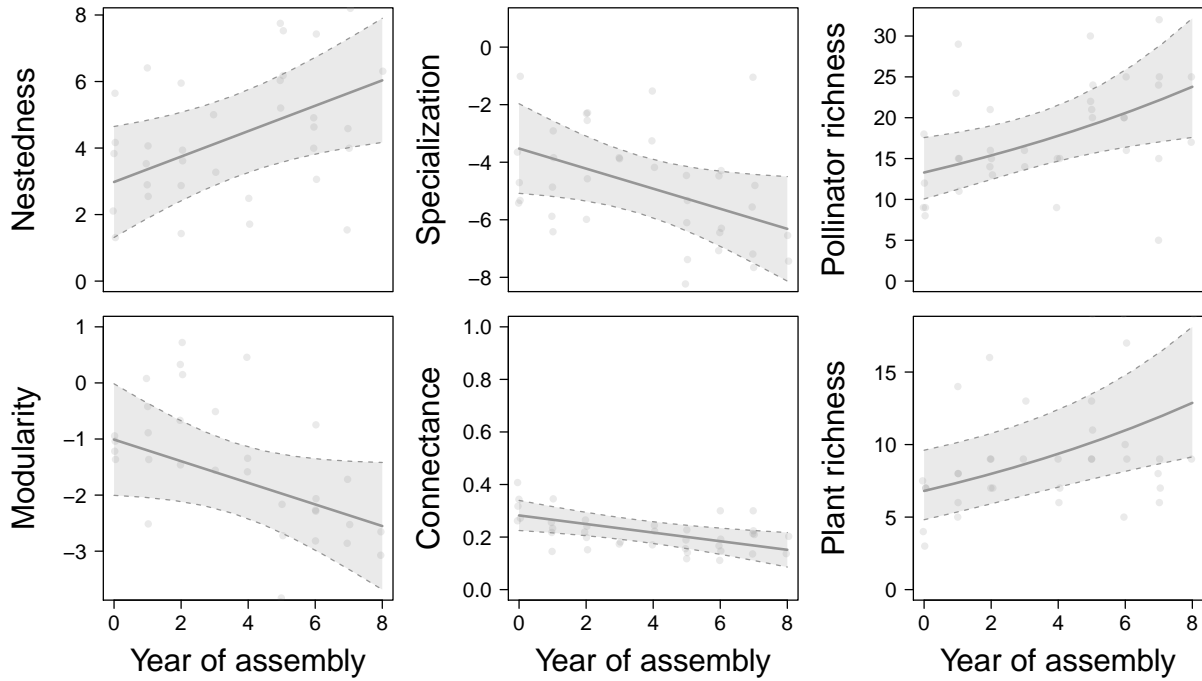 Nestedness
8
6
4
2
0
Specialization
0
−2
−4
−6
−8
Pollinator richness
30
25
20
15
10
5
0
Modularity
1
0
−1
−2
−3
0 2 4 6 8
Year of assembly
Connectance
1.0
0.8
0.6
0.4
0.2
0.0
0 2 4 6 8
Year of assembly
Plant richness
15
10
5
0
0 2 4 6 8
Year of assembly